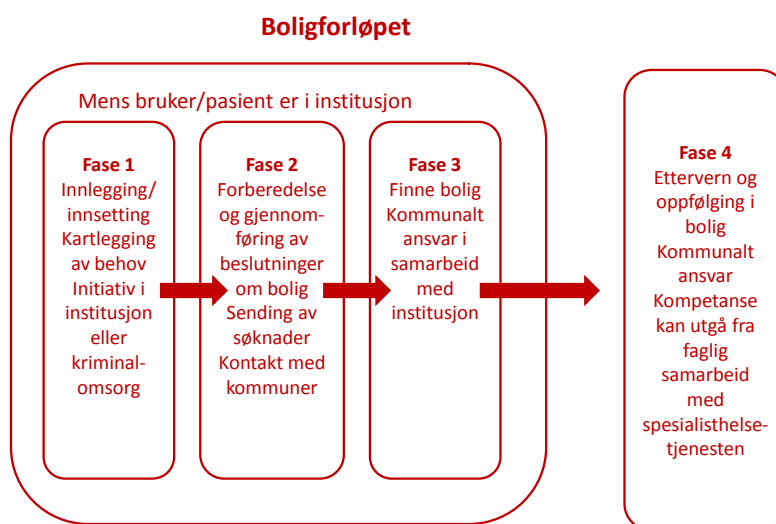 Boligforløpet
Mens bruker/pasient er i institusjon
Fase 1
Innlegging/
innsetting
Kartlegging
av behov
Initiativ i
institusjon
eller
kriminal-
omsorg
Fase 2
Forberedelse
og gjennom-
føring av
beslutninger
om bolig
Sending av
søknader
Kontakt med
kommuner
Fase 3
Finne bolig
Kommunalt
ansvar i
samarbeid
med
institusjon
Fase 4
Ettervern og
oppfølging i
bolig
Kommunalt
ansvar
Kompetanse
kan utgå fra
faglig
samarbeid
med
spesialisthelse-
tjenesten